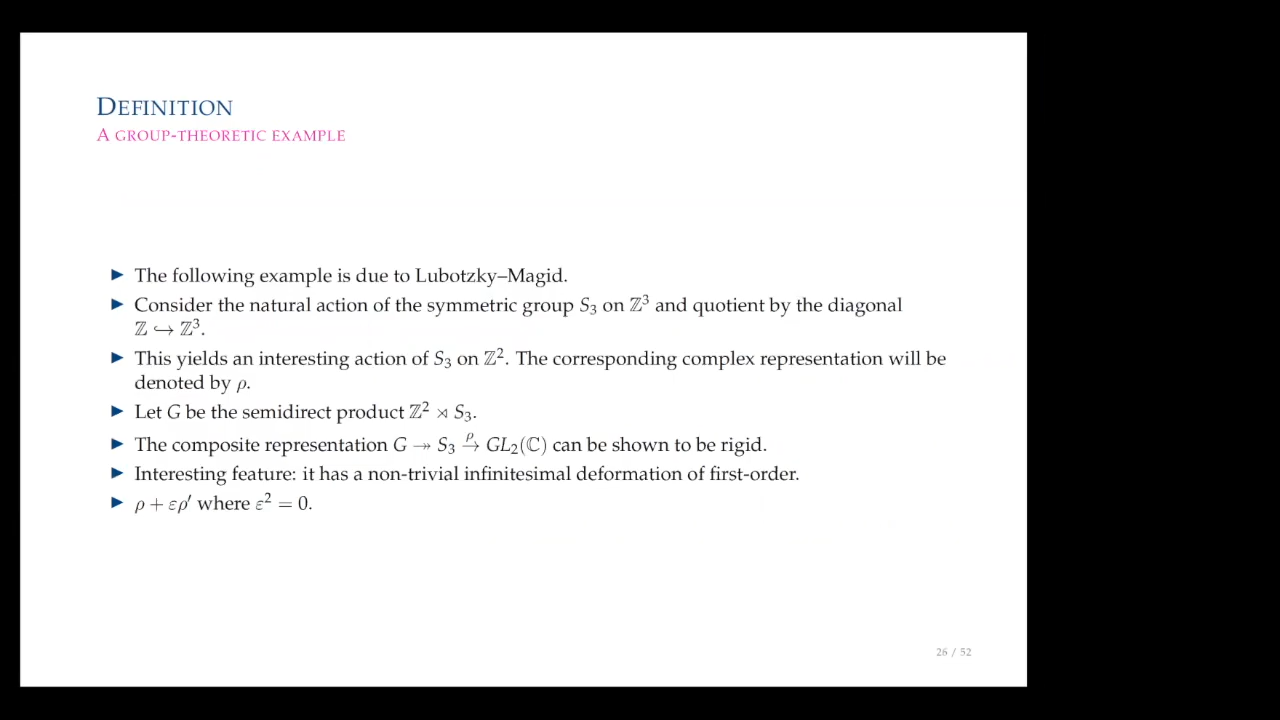 DEFINITION
A GROUP-THEORETIC EXAMPLE
▶ The following example is due to Lubotzky–Magid.
▶ Consider the natural action of the symmetric group S₃ on ℤ³ and quotient by the diagonal
ℤ ↪ ℤ³.
▶ This yields an interesting action of S₃ on ℤ². The corresponding complex representation will be
denoted by ρ.
▶ Let G be the semidirect product ℤ² ⋊ S₃.
▶ The composite representation G ↠ S₃ →^ρ GL₂(ℂ) can be shown to be rigid.
▶ Interesting feature: it has a non-trivial infinitesimal deformation of first-order.
▶ ρ + ερ′ where ε² = 0.
26 / 52